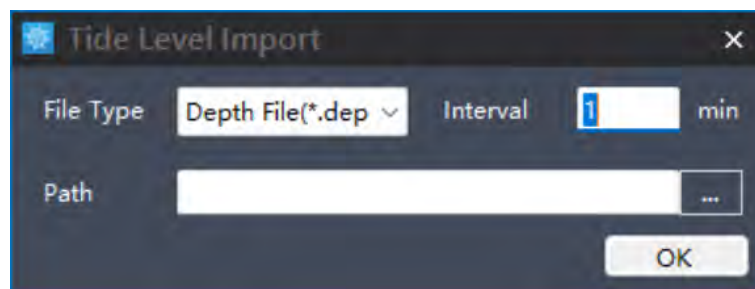 Tide Level Import
File Type Depth File(*.dep Interval 1 min
Path ...
OK